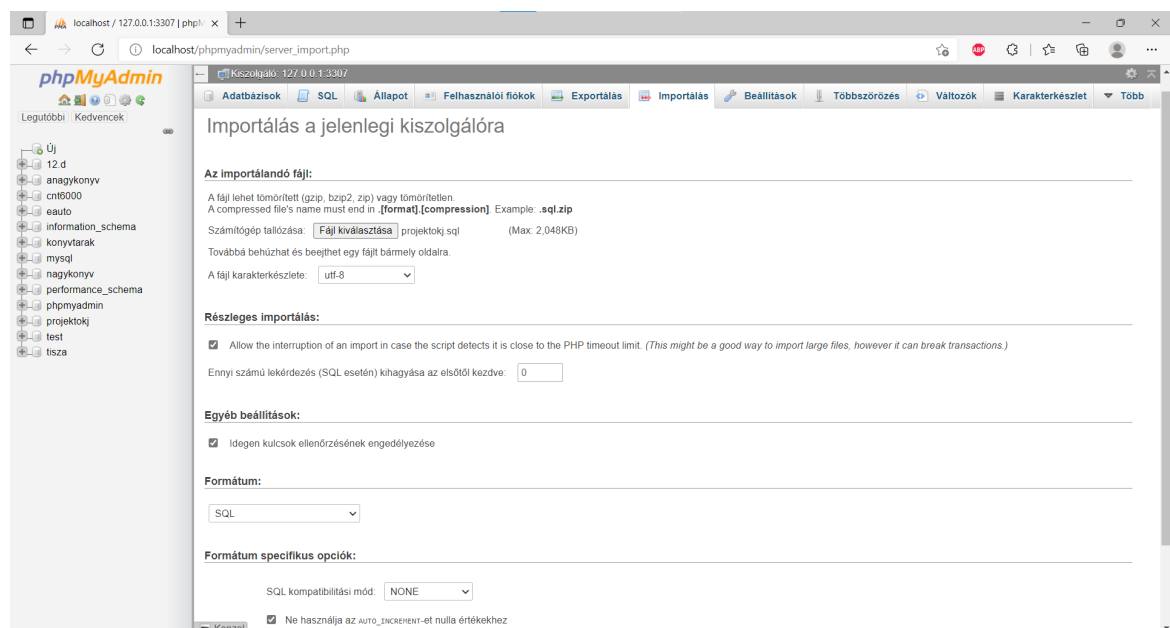 localhost / 127.0.0.1:3307 | phpM
localhost/phpmyadmin/server_import.php
ABP
phpMyAdmin
Legutóbbi Kedvencek
Új
12.d
anagykonyv
cnt6000
eauto
information_schema
konyvtarak
mysql
nagykonyv
performance_schema
phpmyadmin
projektokj
test
tisza
Kiszolgáló: 127.0.0.1:3307
Adatbázisok SQL Állapot Felhasználói fiókok Exportálás Importálás Beállítások Többszörözés Változók Karakterkészlet Több
Importálás a jelenlegi kiszolgálóra
Az importálandó fájl:
A fájl lehet tömörített (gzip, bzip2, zip) vagy tömörítetlen.
A compressed file's name must end in .[format].[compression]. Example: .sql.zip
Számítógép tallózása: Fájl kiválasztása projektokj.sql (Max: 2,048KB)
Továbbá behúzhat és beejthet egy fájlt bármely oldalra.
A fájl karakterkészlete: utf-8
Részleges importálás:
Allow the interruption of an import in case the script detects it is close to the PHP timeout limit. (This might be a good way to import large files, however it can break transactions.)
Ennyi számú lekérdezés (SQL esetén) kihagyása az elsőtől kezdve: 0
Egyéb beállítások:
Idegen kulcsok ellenőrzésének engedélyezése
Formátum:
SQL
Formátum specifikus opciók:
SQL kompatibilitási mód: NONE
Ne használja az AUTO_INCREMENT-et nulla értékekhez
Konzol